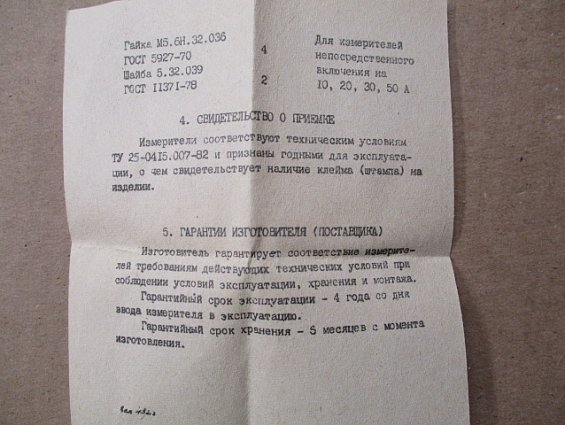 Гайка М5.6Н.32.036
ГОСТ 5927-70
Шайба 5.32.039
ГОСТ 11371-78
4
2
Для измерителей
непосредственного
включения на
10, 20, 30, 50 А
4. СВИДЕТЕЛЬСТВО О ПРИЕМКЕ
Измерители соответствуют техническим условиям
ТУ 25-0415.007-82 и признаны годными для эксплуата-
ции, о чем свидетельствует наличие клейма (штампа) на
изделии.
5. ГАРАНТИИ ИЗГОТОВИТЕЛЯ (ПОСТАВЩИКА)
Изготовитель гарантирует соответствие измерите-
лей требованиям действующих технических условий при
соблюдении условий эксплуатации, хранения и монтажа.
Гарантийный срок эксплуатации - 4 года со дня
ввода измерителя в эксплуатацию.
Гарантийный срок хранения - 6 месяцев с момента
изготовления.